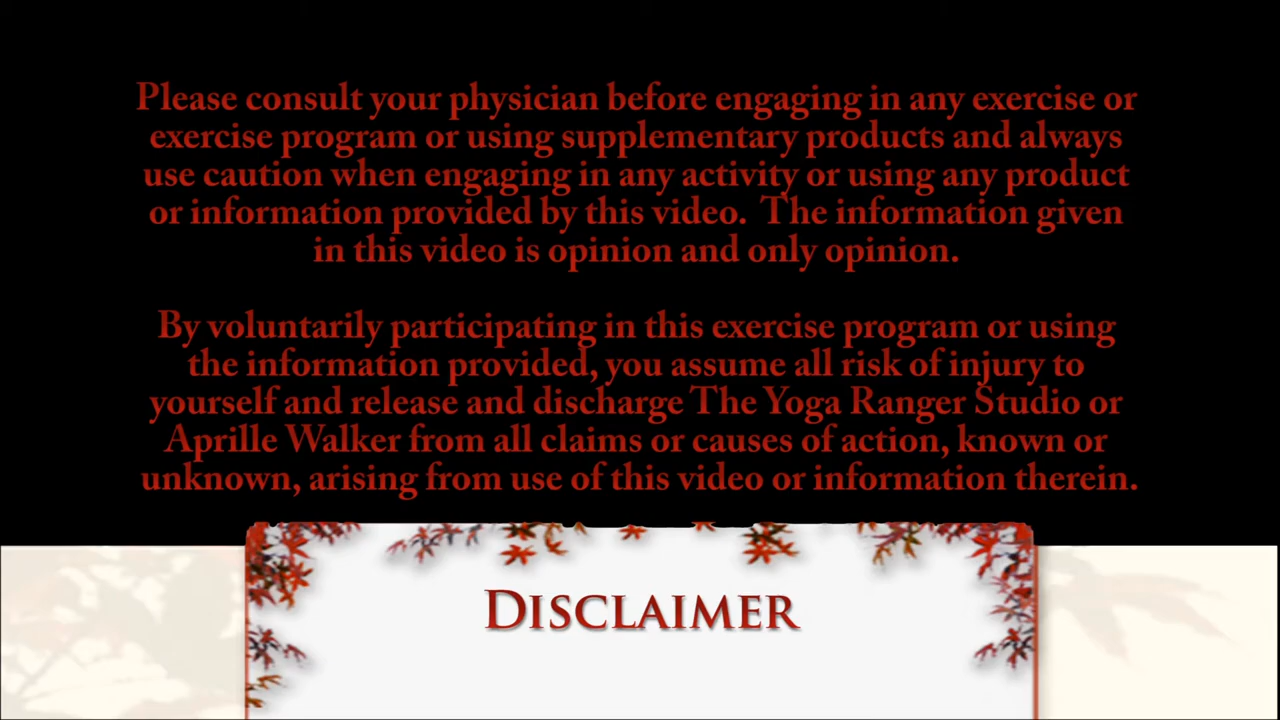 Please consult your physician before engaging in any exercise or
exercise program or using supplementary products and always
use caution when engaging in any activity or using any product
or information provided by this video.  The information given
in this video is opinion and only opinion.
By voluntarily participating in this exercise program or using
the information provided, you assume all risk of injury to
yourself and release and discharge The Yoga Ranger Studio or
Aprille Walker from all claims or causes of action, known or
unknown, arising from use of this video or information therein.
DISCLAIMER